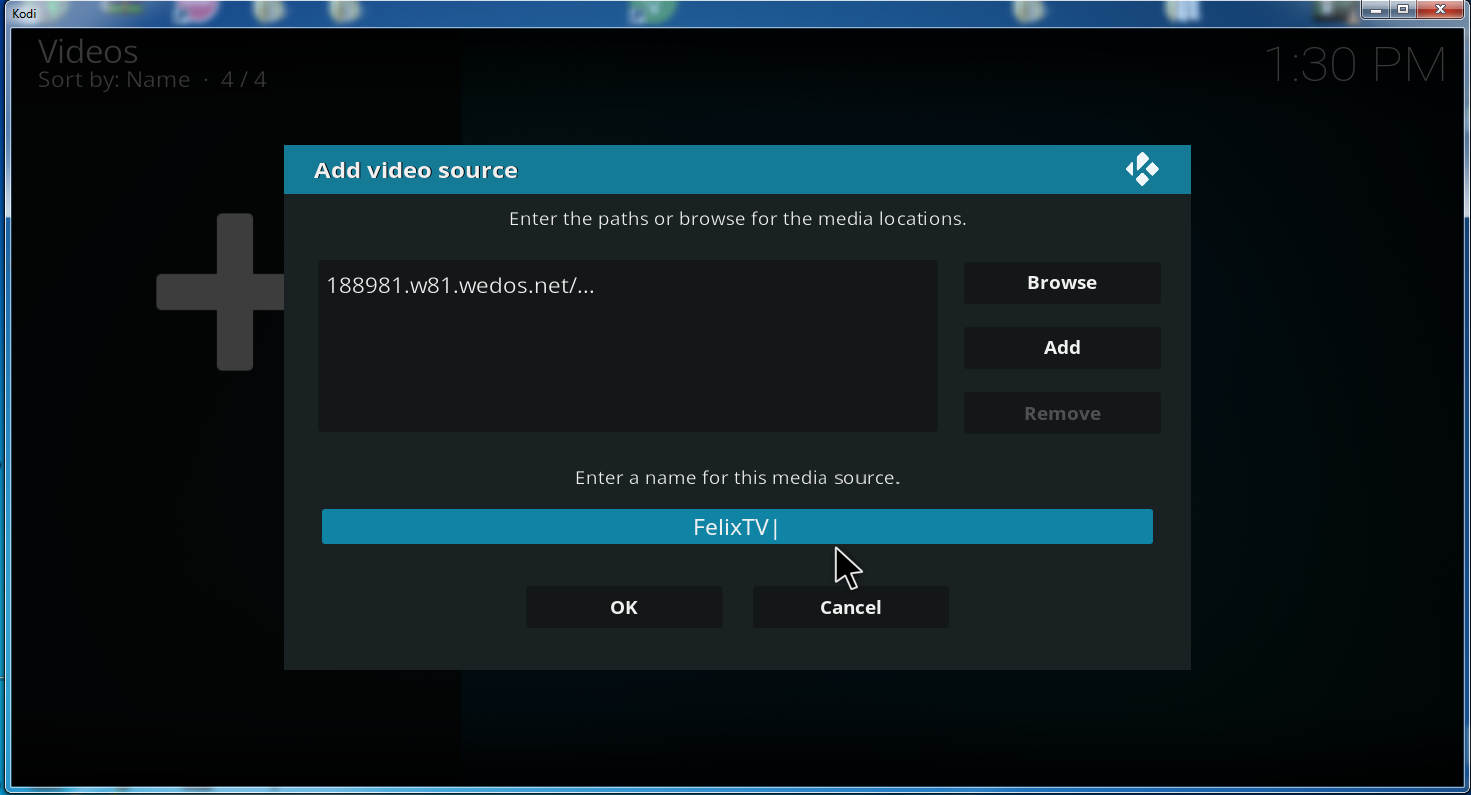 Kodi
Videos
Sort by: Name · 4 / 4
1:30 PM
Add video source
Enter the paths or browse for the media locations.
188981.w81.wedos.net/...
Browse
Add
Remove
Enter a name for this media source.
FelixTV|
OK
Cancel